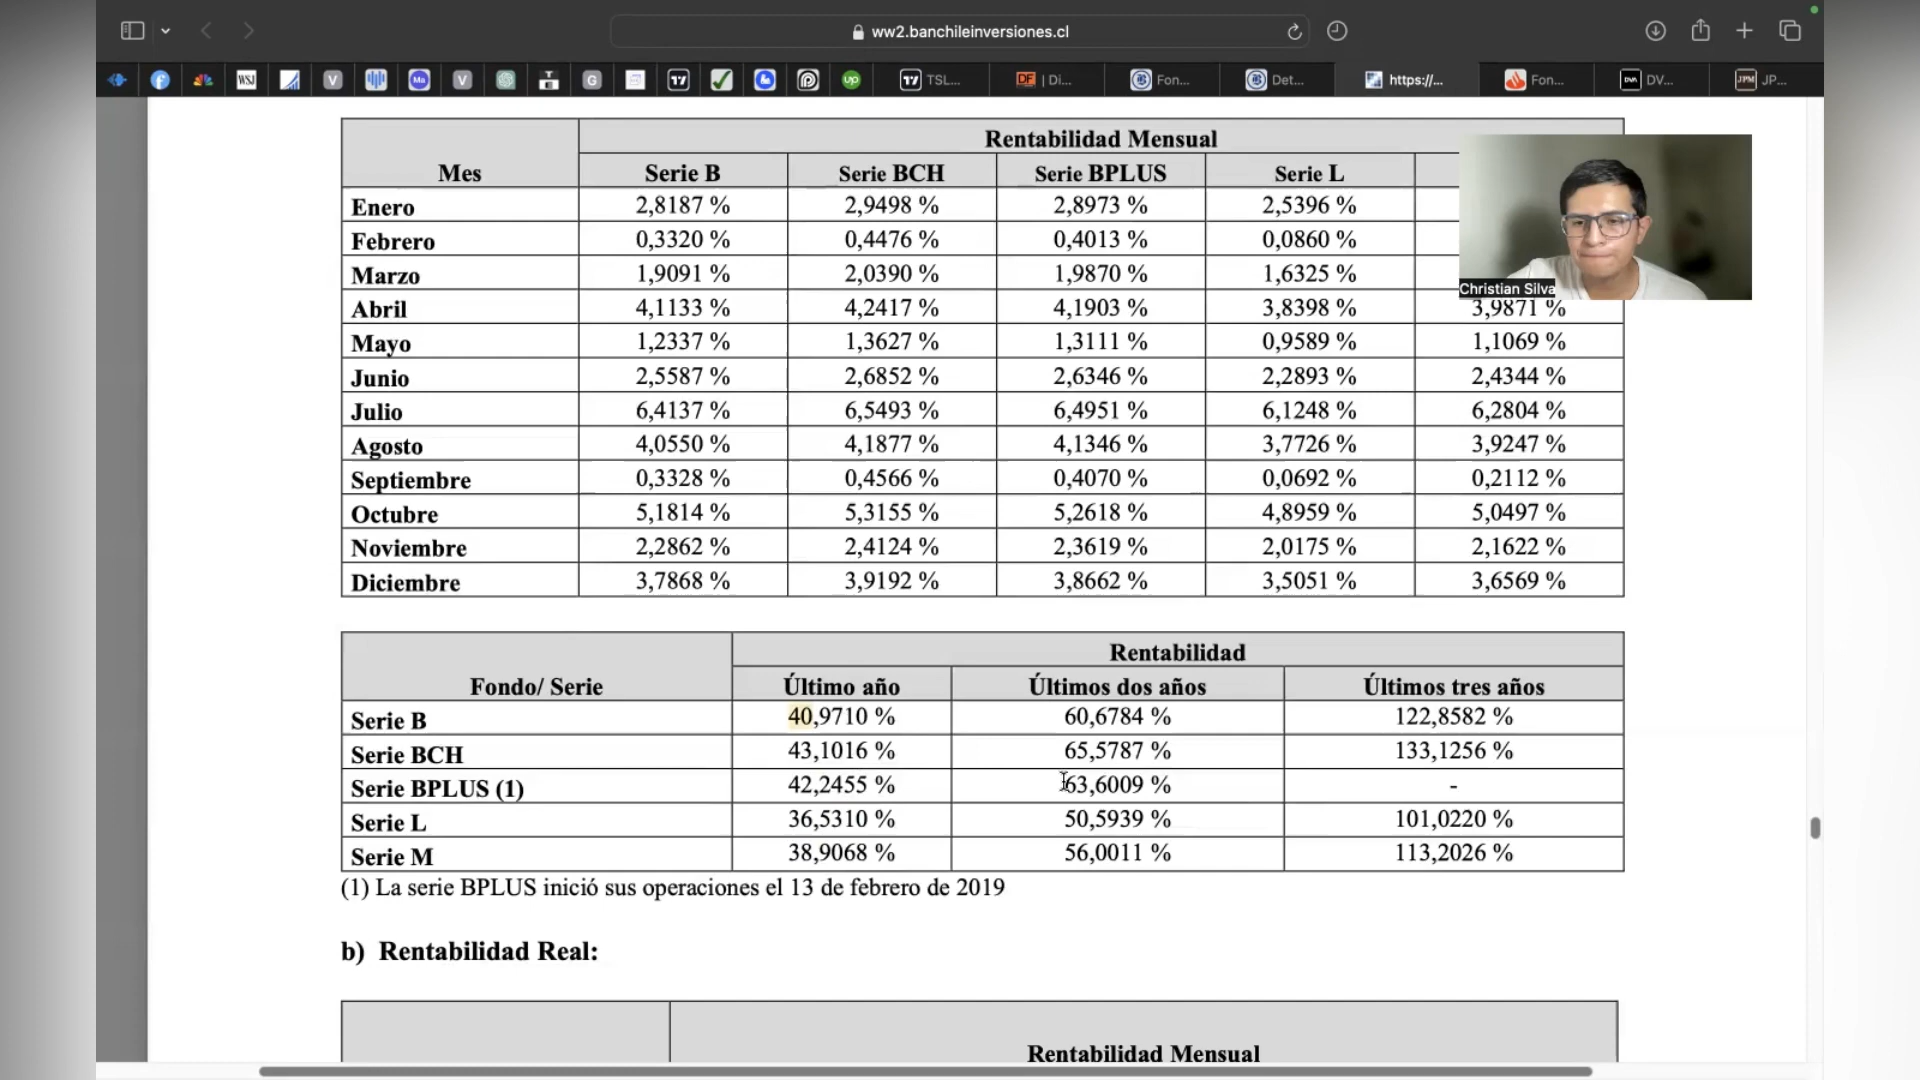 ww2.banchileinversiones.cl
WSJ V Ma V G up TSL... DF | Di... Fon... Det... https://... Fon... DVA DV... JPM JP...
Rentabilidad Mensual
Mes Serie B Serie BCH Serie BPLUS Serie L
Enero 2,8187 % 2,9498 % 2,8973 % 2,5396 %
Febrero 0,3320 % 0,4476 % 0,4013 % 0,0860 %
Marzo 1,9091 % 2,0390 % 1,9870 % 1,6325 %
Christian Silva
Abril 4,1133 % 4,2417 % 4,1903 % 3,8398 % 3,9871 %
Mayo 1,2337 % 1,3627 % 1,3111 % 0,9589 % 1,1069 %
Junio 2,5587 % 2,6852 % 2,6346 % 2,2893 % 2,4344 %
Julio 6,4137 % 6,5493 % 6,4951 % 6,1248 % 6,2804 %
Agosto 4,0550 % 4,1877 % 4,1346 % 3,7726 % 3,9247 %
Septiembre 0,3328 % 0,4566 % 0,4070 % 0,0692 % 0,2112 %
Octubre 5,1814 % 5,3155 % 5,2618 % 4,8959 % 5,0497 %
Noviembre 2,2862 % 2,4124 % 2,3619 % 2,0175 % 2,1622 %
Diciembre 3,7868 % 3,9192 % 3,8662 % 3,5051 % 3,6569 %
Rentabilidad
Fondo/ Serie Último año Últimos dos años Últimos tres años
Serie B 40,9710 % 60,6784 % 122,8582 %
Serie BCH 43,1016 % 65,5787 % 133,1256 %
Serie BPLUS (1) 42,2455 % 63,6009 % -
Serie L 36,5310 % 50,5939 % 101,0220 %
Serie M 38,9068 % 56,0011 % 113,2026 %
(1) La serie BPLUS inició sus operaciones el 13 de febrero de 2019
b) Rentabilidad Real:
Rentabilidad Mensual